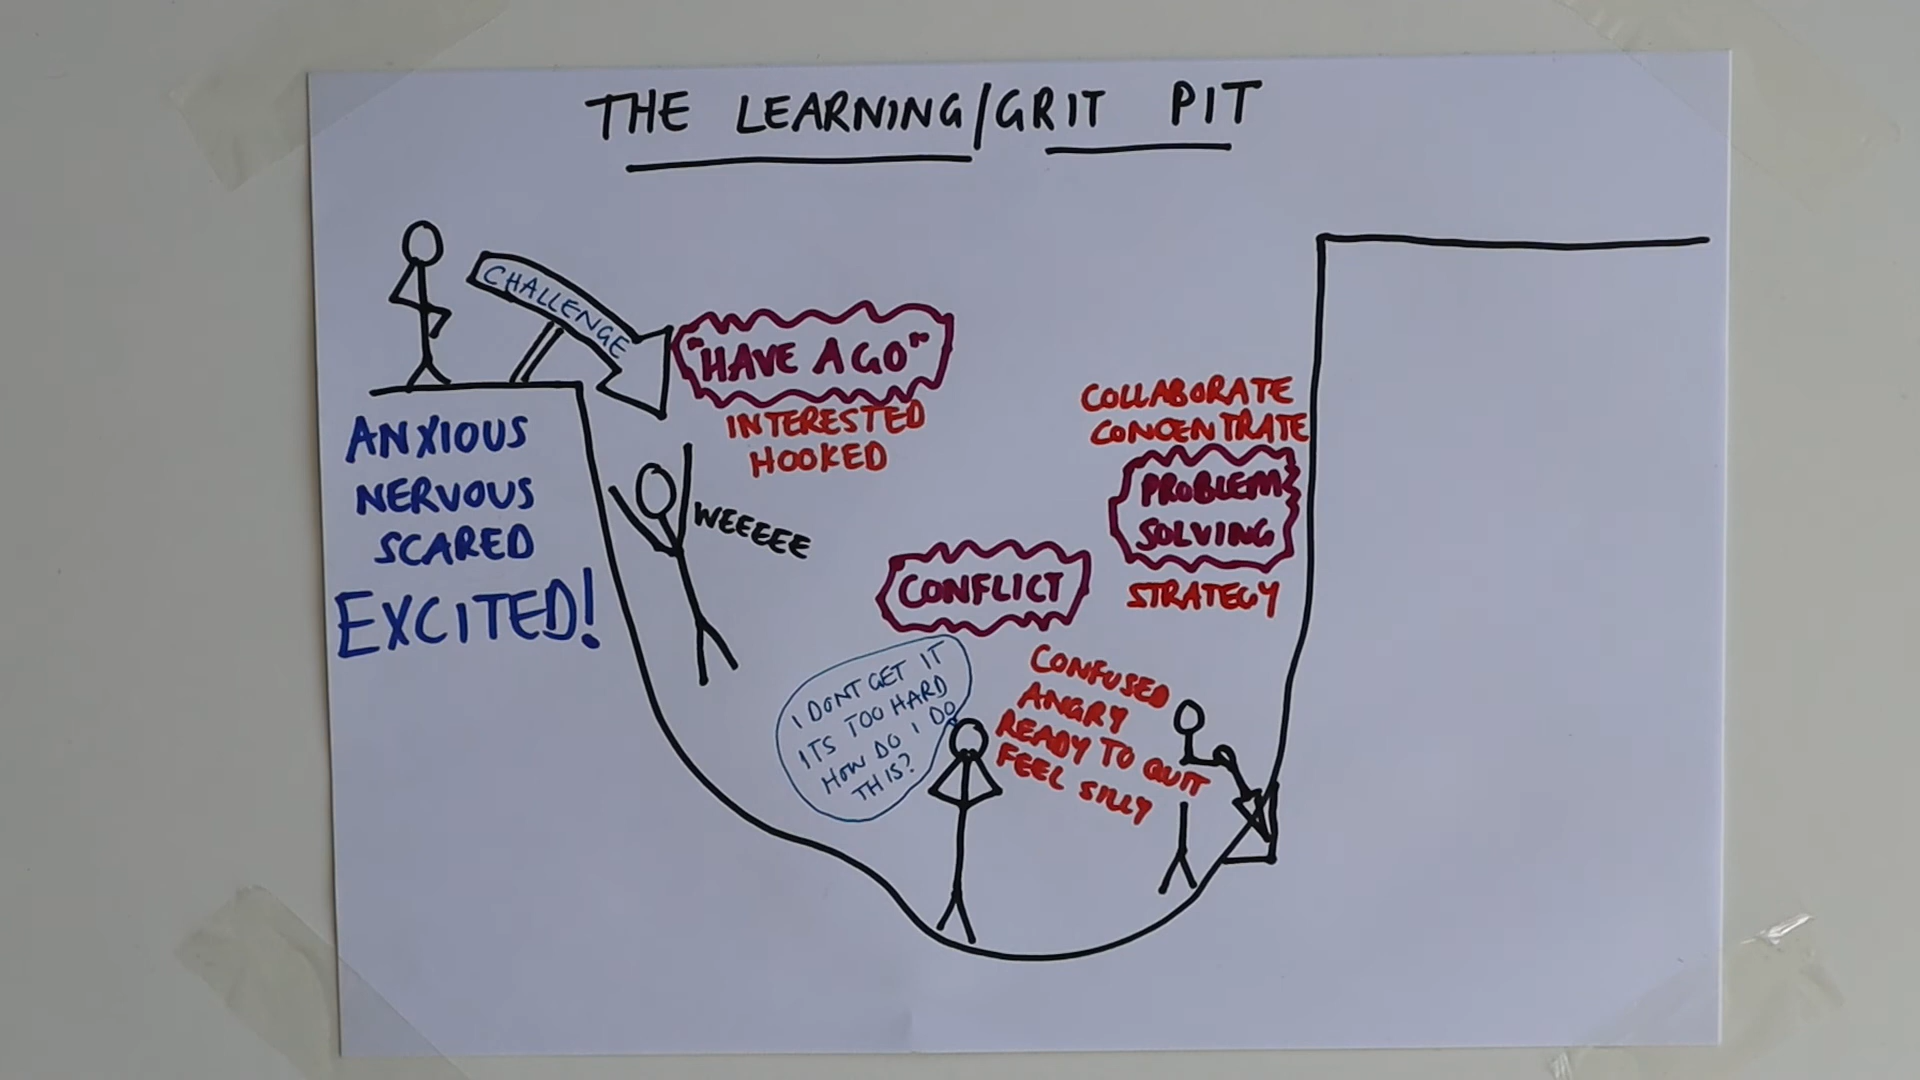 THE LEARNING/GRIT PIT
CHALLENGE
"HAVE A GO"
INTERESTED
HOOKED
ANXIOUS
NERVOUS
SCARED
EXCITED!
WEEEEE
CONFLICT
I DONT GET IT
ITS TOO HARD
HOW DO I DO
THIS?
CONFUSED
ANGRY
READY TO QUIT
FEEL SILLY
COLLABORATE
CONCENTRATE
PROBLEM
SOLVING
STRATEGY